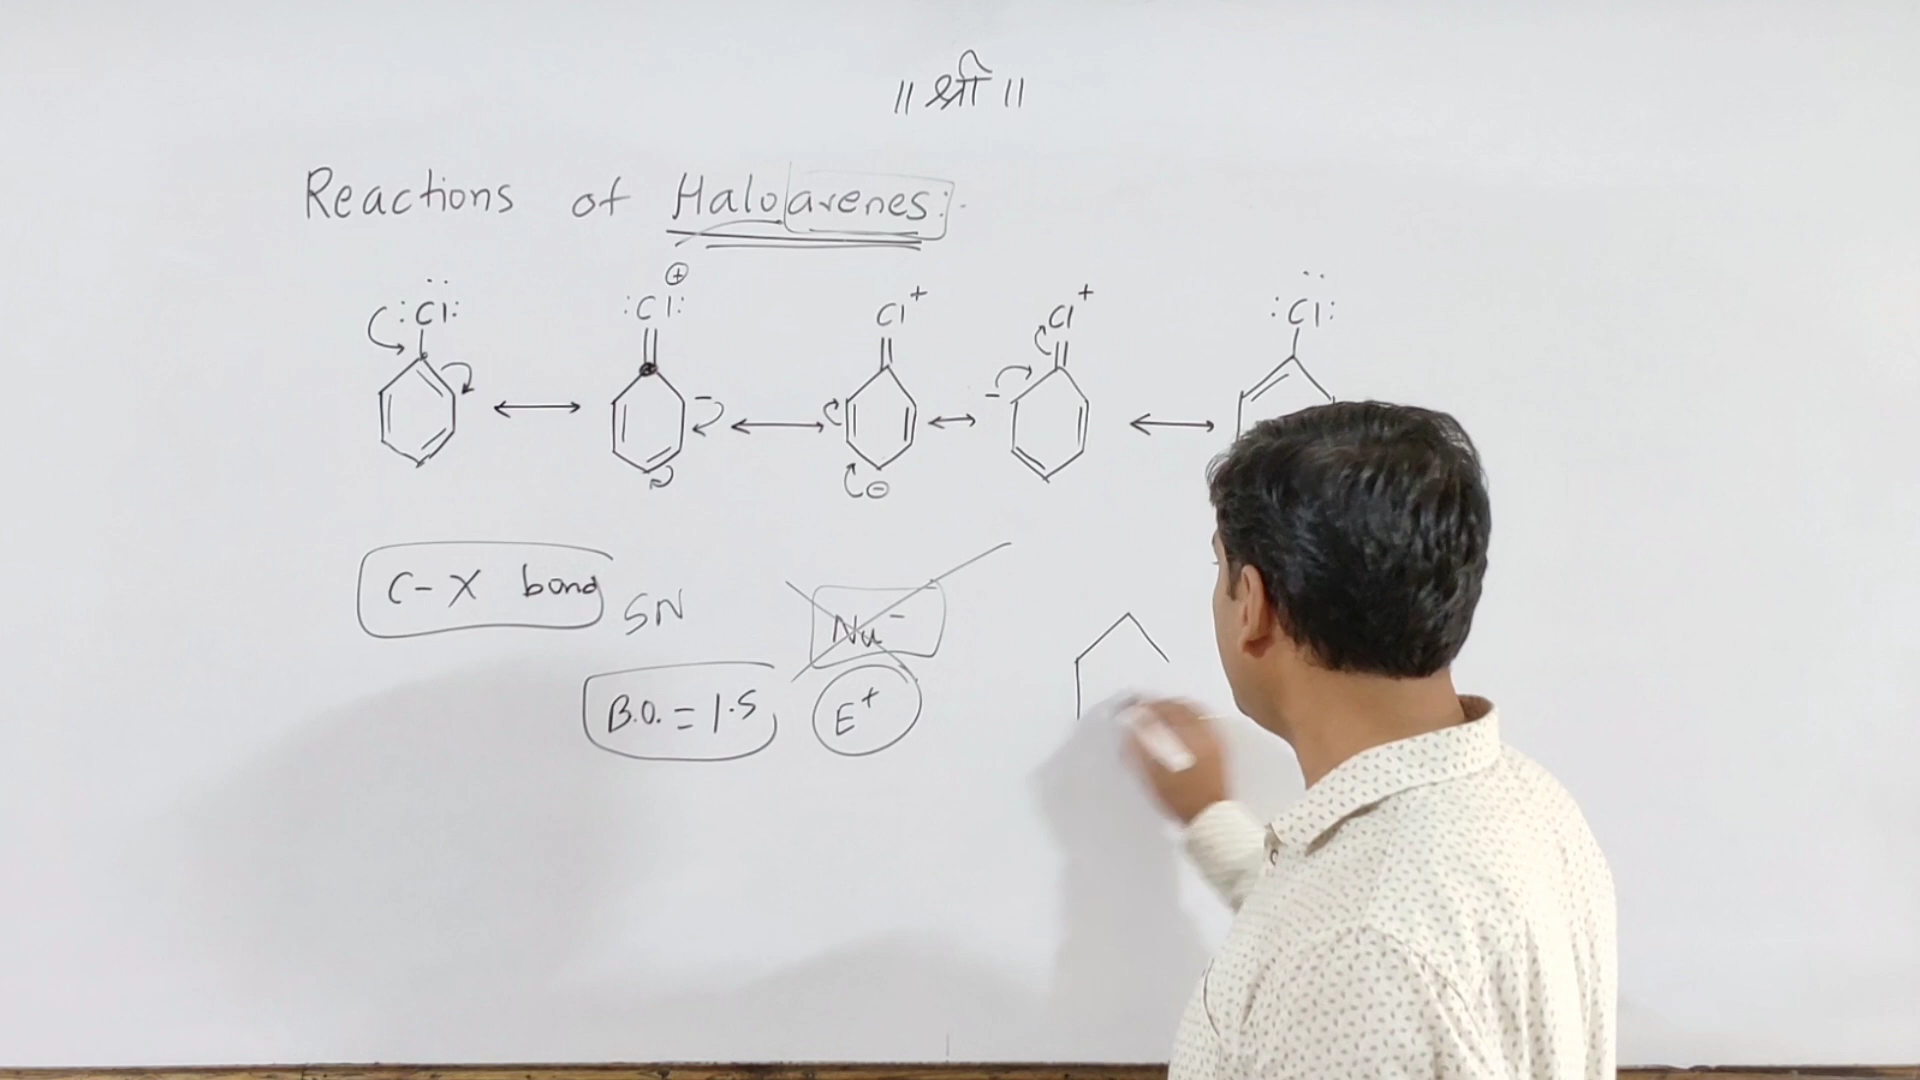 ॥ श्री ॥
Reactions of Haloarenes:
:Cl: :Cl: ⊕ Cl⁺ Cl⁺ :Cl:
− ⊖ −
C-X bond SN Nu⁻
B.O. = 1.5 E⁺